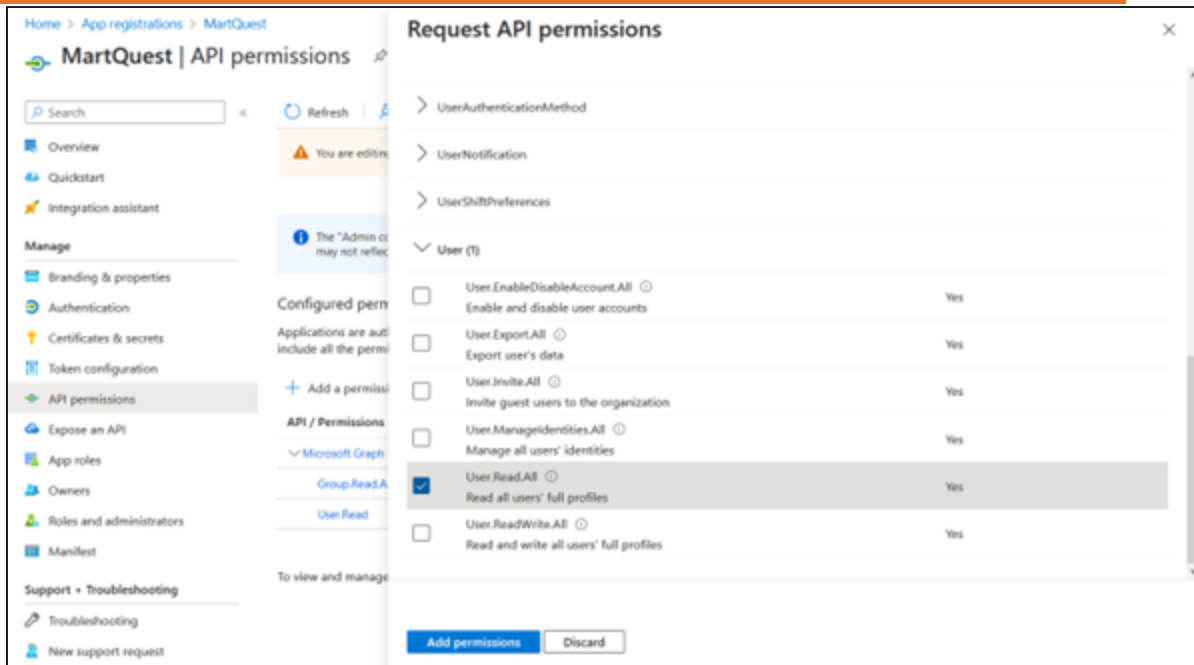 Home > App registrations > MartQuest
MartQuest | API permissions
Search
Overview
Quickstart
Integration assistant
Manage
Branding & properties
Authentication
Certificates & secrets
Token configuration
API permissions
Expose an API
App roles
Owners
Roles and administrators
Manifest
Support + Troubleshooting
Troubleshooting
New support request
Refresh
You are editing
The "Admin co
may not reflec
Configured perm
Applications are aut
include all the permi
+ Add a permissi
API / Permissions
Microsoft Graph
Group.Read.A
User.Read
To view and manage
Request API permissions
UserAuthenticationMethod
UserNotification
UserShiftPreferences
User (1)
User.EnableDisableAccount.All
Enable and disable user accounts
Yes
User.Export.All
Export user's data
Yes
User.Invite.All
Invite guest users to the organization
Yes
User.ManageIdentities.All
Manage all users' identities
Yes
User.Read.All
Read all users' full profiles
Yes
User.ReadWrite.All
Read and write all users' full profiles
Yes
Add permissions
Discard